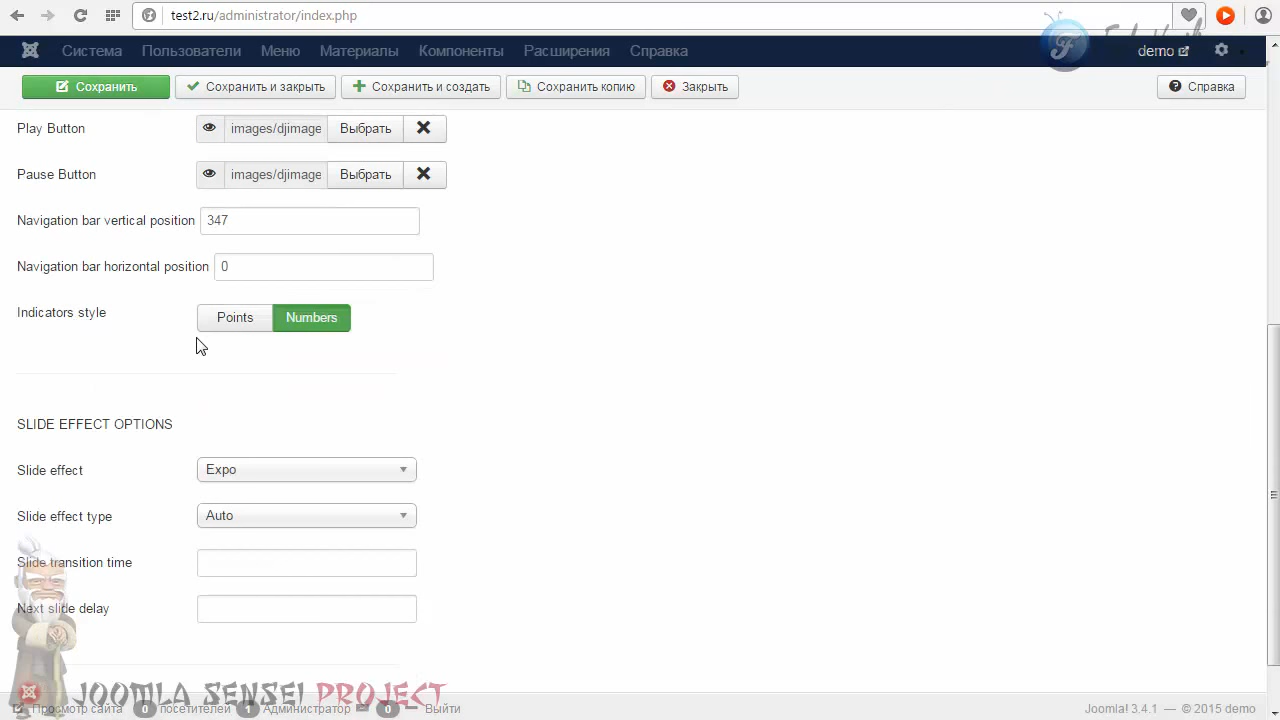 test2.ru/administrator/index.php
Система Пользователи Меню Материалы Компоненты Расширения Справка demo
Сохранить Сохранить и закрыть Сохранить и создать Сохранить копию Закрыть Справка
Play Button images/djimage Выбрать
Pause Button images/djimage Выбрать
Navigation bar vertical position 347
Navigation bar horizontal position 0
Indicators style Points Numbers
SLIDE EFFECT OPTIONS
Slide effect Expo
Slide effect type Auto
Slide transition time
Next slide delay
JOOMLA SENSEI PROJECT
Просмотр сайта 0 посетителей 1 Администратор 0 Выйти Joomla! 3.4.1 — © 2015 demo